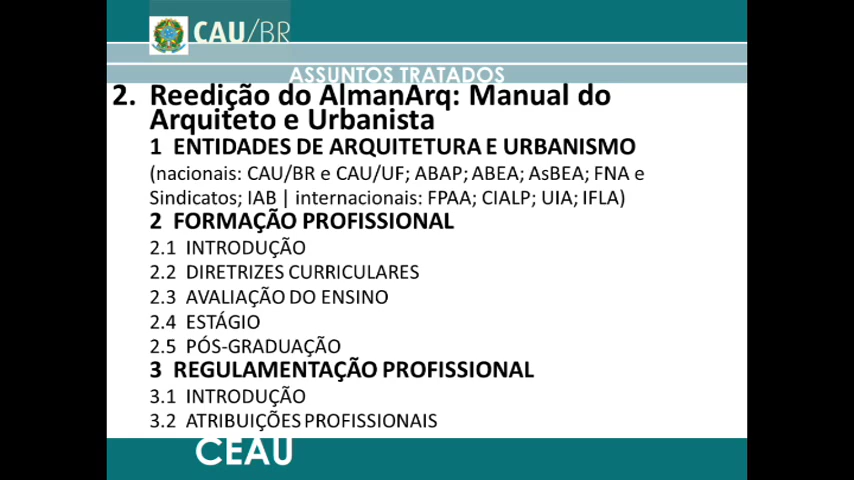 CAU/BR
ASSUNTOS TRATADOS
2. Reedição do AlmanArq: Manual do
Arquiteto e Urbanista
1 ENTIDADES DE ARQUITETURA E URBANISMO
(nacionais: CAU/BR e CAU/UF; ABAP; ABEA; AsBEA; FNA e
Sindicatos; IAB | internacionais: FPAA; CIALP; UIA; IFLA)
2 FORMAÇÃO PROFISSIONAL
2.1 INTRODUÇÃO
2.2 DIRETRIZES CURRICULARES
2.3 AVALIAÇÃO DO ENSINO
2.4 ESTÁGIO
2.5 PÓS-GRADUAÇÃO
3 REGULAMENTAÇÃO PROFISSIONAL
3.1 INTRODUÇÃO
3.2 ATRIBUIÇÕES PROFISSIONAIS
CEAU